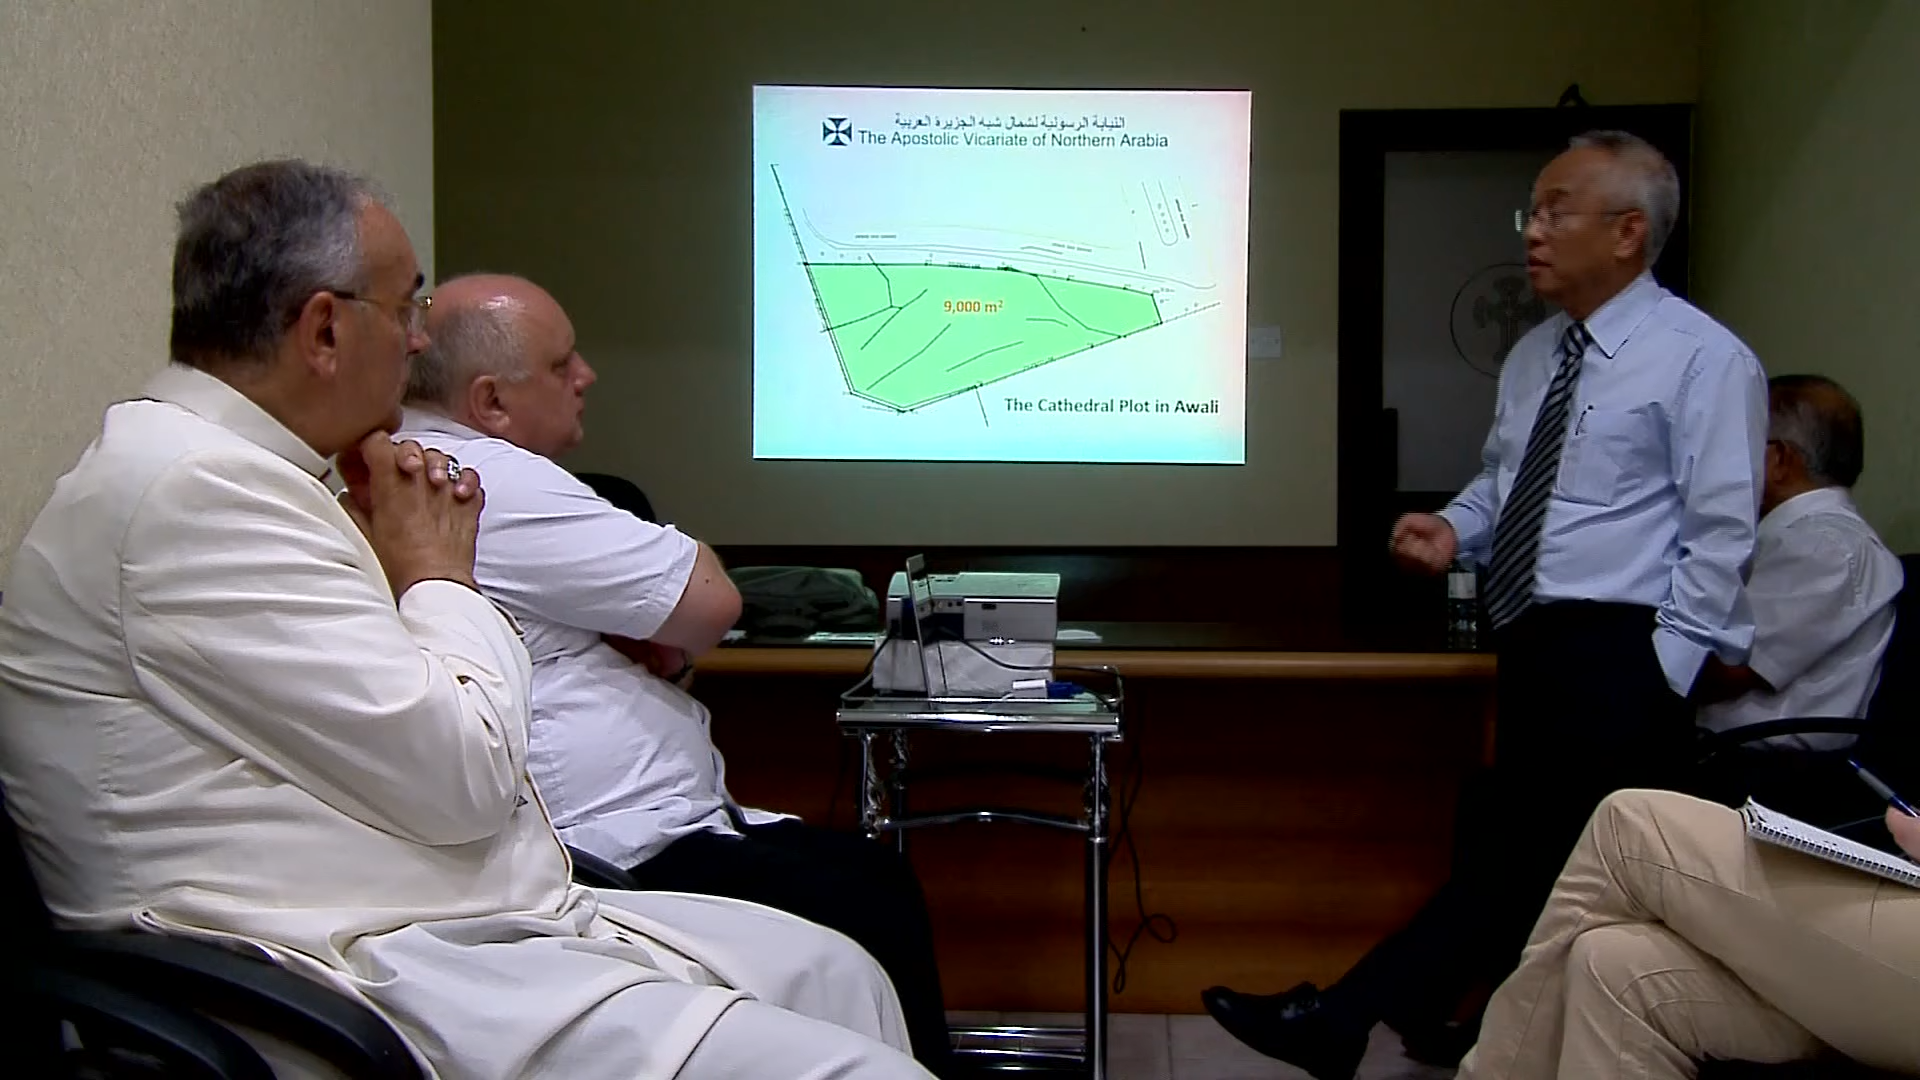 النيابة الرسولية لشمال شبه الجزيرة العربية
The Apostolic Vicariate of Northern Arabia
9,000 m²
The Cathedral Plot in Awali